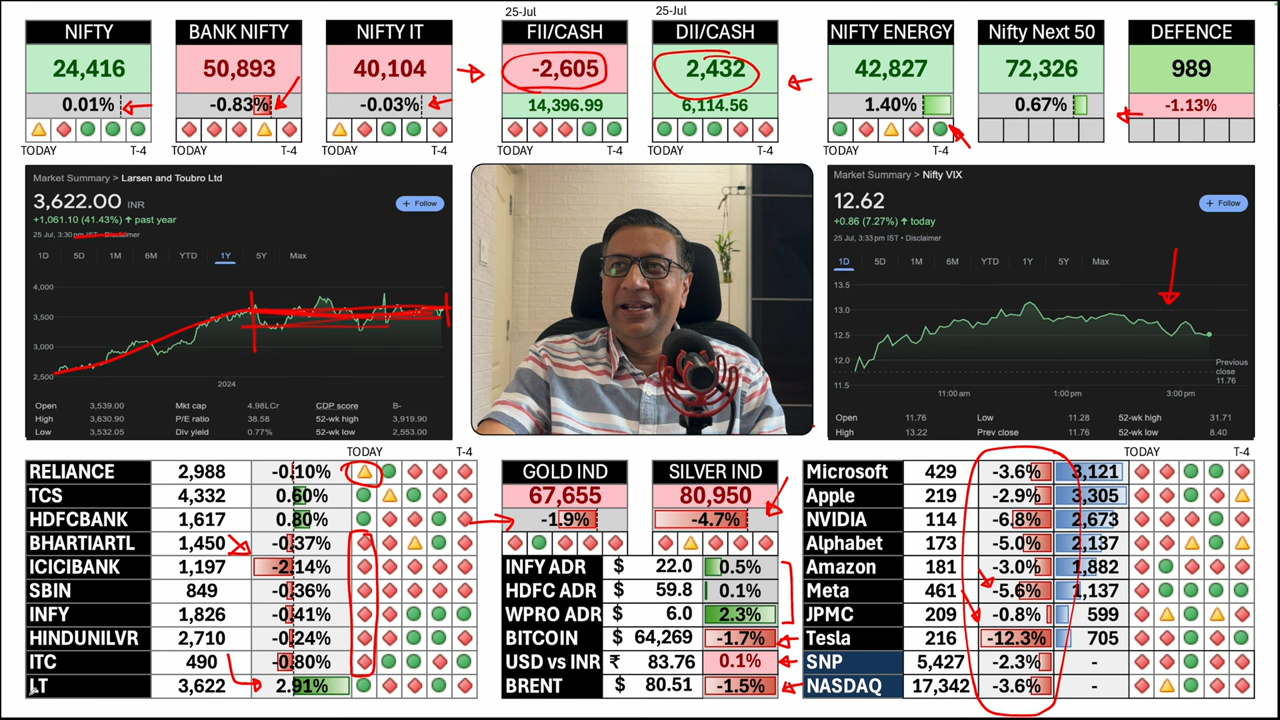 25-Jul
25-Jul
NIFTY
24,416
0.01%
TODAY
BANK NIFTY
50,893
-0.83%
TODAY T-4
NIFTY IT
40,104
-0.03%
TODAY T-4
FII/CASH
-2,605
14,396.99
TODAY T-4
DII/CASH
2,432
6,114.56
TODAY T-4
NIFTY ENERGY
42,827
1.40%
TODAY T-4
Nifty Next 50
72,326
0.67%
DEFENCE
989
-1.13%
Market Summary > Larsen and Toubro Ltd
3,622.00 INR
+ Follow
+1,061.10 (41.43%) ↑ past year
25 Jul, 3:30 pm IST • Disclaimer
1D 5D 1M 6M YTD 1Y 5Y Max
4,000
3,500
3,000
2,500
2024
Open 3,539.00 Mkt cap 4.98LCr CDP score B-
High 3,630.90 P/E ratio 38.58 52-wk high 3,919.90
Low 3,532.05 Div yield 0.77% 52-wk low 2,553.00
Market Summary > Nifty VIX
12.62
+ Follow
+0.86 (7.27%) ↑ today
25 Jul, 3:33 pm IST • Disclaimer
1D 5D 1M 6M YTD 1Y 5Y Max
13.5
13.0
12.5
12.0
11.5
Previous
close
11.76
11:00 am 1:00 pm 3:00 pm
Open 11.76 Low 11.28 52-wk high 31.71
High 13.22 Prev close 11.76 52-wk low 8.40
TODAY T-4
RELIANCE 2,988 -0.10%
TCS 4,332 0.60%
HDFCBANK 1,617 0.80%
BHARTIARTL 1,450 -0.37%
ICICIBANK 1,197 -2.14%
SBIN 849 -0.36%
INFY 1,826 -0.41%
HINDUNILVR 2,710 -0.24%
ITC 490 -0.80%
LT 3,622 2.91%
GOLD IND
67,655
-1.9%
SILVER IND
80,950
-4.7%
INFY ADR $ 22.0 0.5%
HDFC ADR $ 59.8 0.1%
WPRO ADR $ 6.0 2.3%
BITCOIN $ 64,269 -1.7%
USD vs INR ₹ 83.76 0.1%
BRENT $ 80.51 -1.5%
TODAY T-4
Microsoft 429 -3.6% 3,121
Apple 219 -2.9% 3,305
NVIDIA 114 -6.8% 2,673
Alphabet 173 -5.0% 2,137
Amazon 181 -3.0% 1,882
Meta 461 -5.6% 1,137
JPMC 209 -0.8% 599
Tesla 216 -12.3% 705
SNP 5,427 -2.3% -
NASDAQ 17,342 -3.6% -